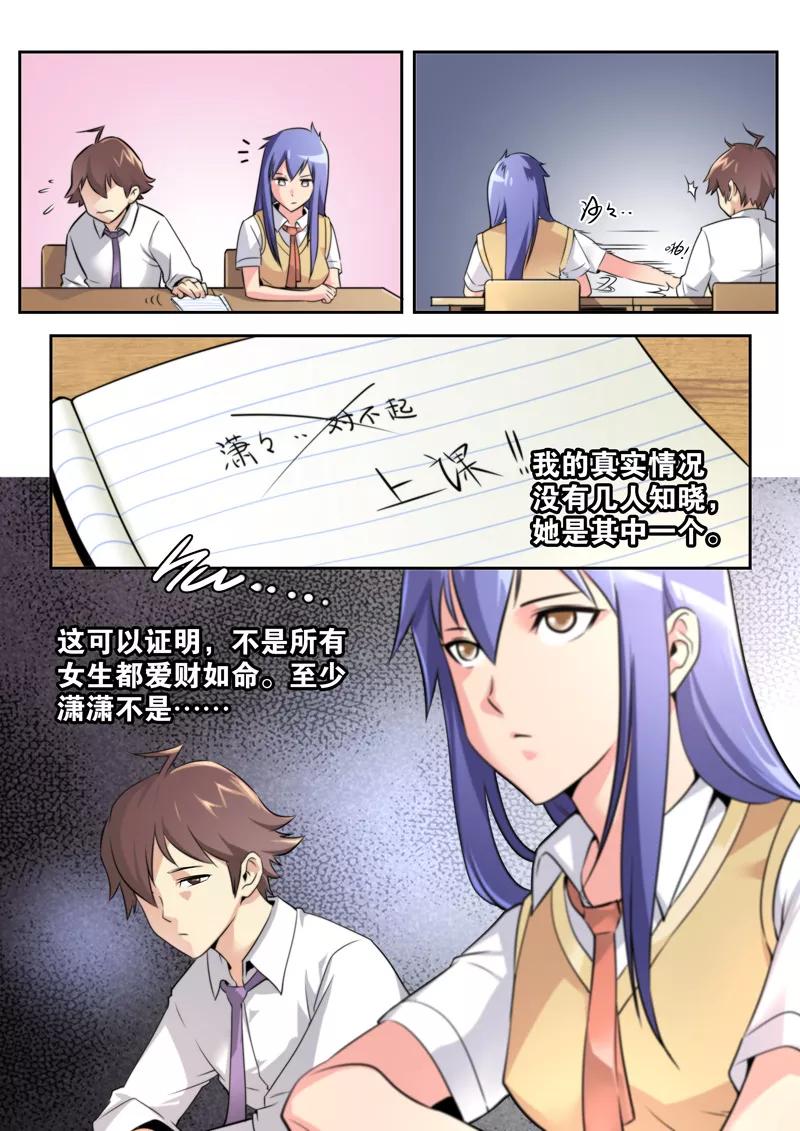 沙々..
啪!
潇々..对不起
上课!!
我的真实情况
没有几人知晓，
她是其中一个。
这可以证明，不是所有
女生都爱财如命。至少
潇潇不是……